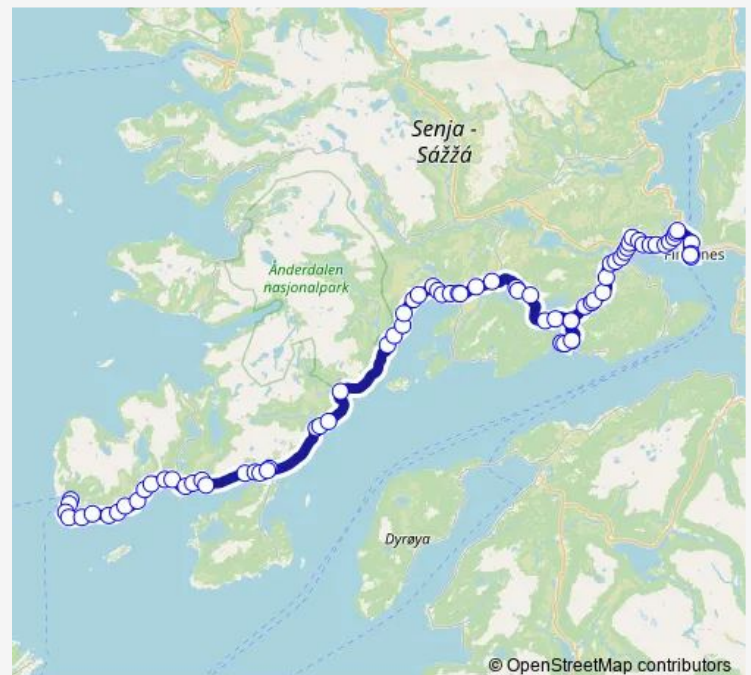 Senja -
Sážžá
Ånderdalen
nasjonalpark
Dyrøya
© OpenStreetMap contributors